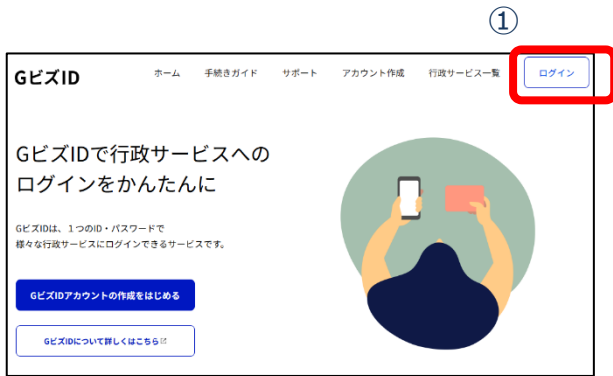 ①
GビズID
ホーム 手続きガイド サポート アカウント作成 行政サービス一覧 ログイン
GビズIDで行政サービスへの
ログインをかんたんに
GビズIDは、１つのID・パスワードで
様々な行政サービスにログインできるサービスです。
GビズIDアカウントの作成をはじめる
GビズIDについて詳しくはこちら